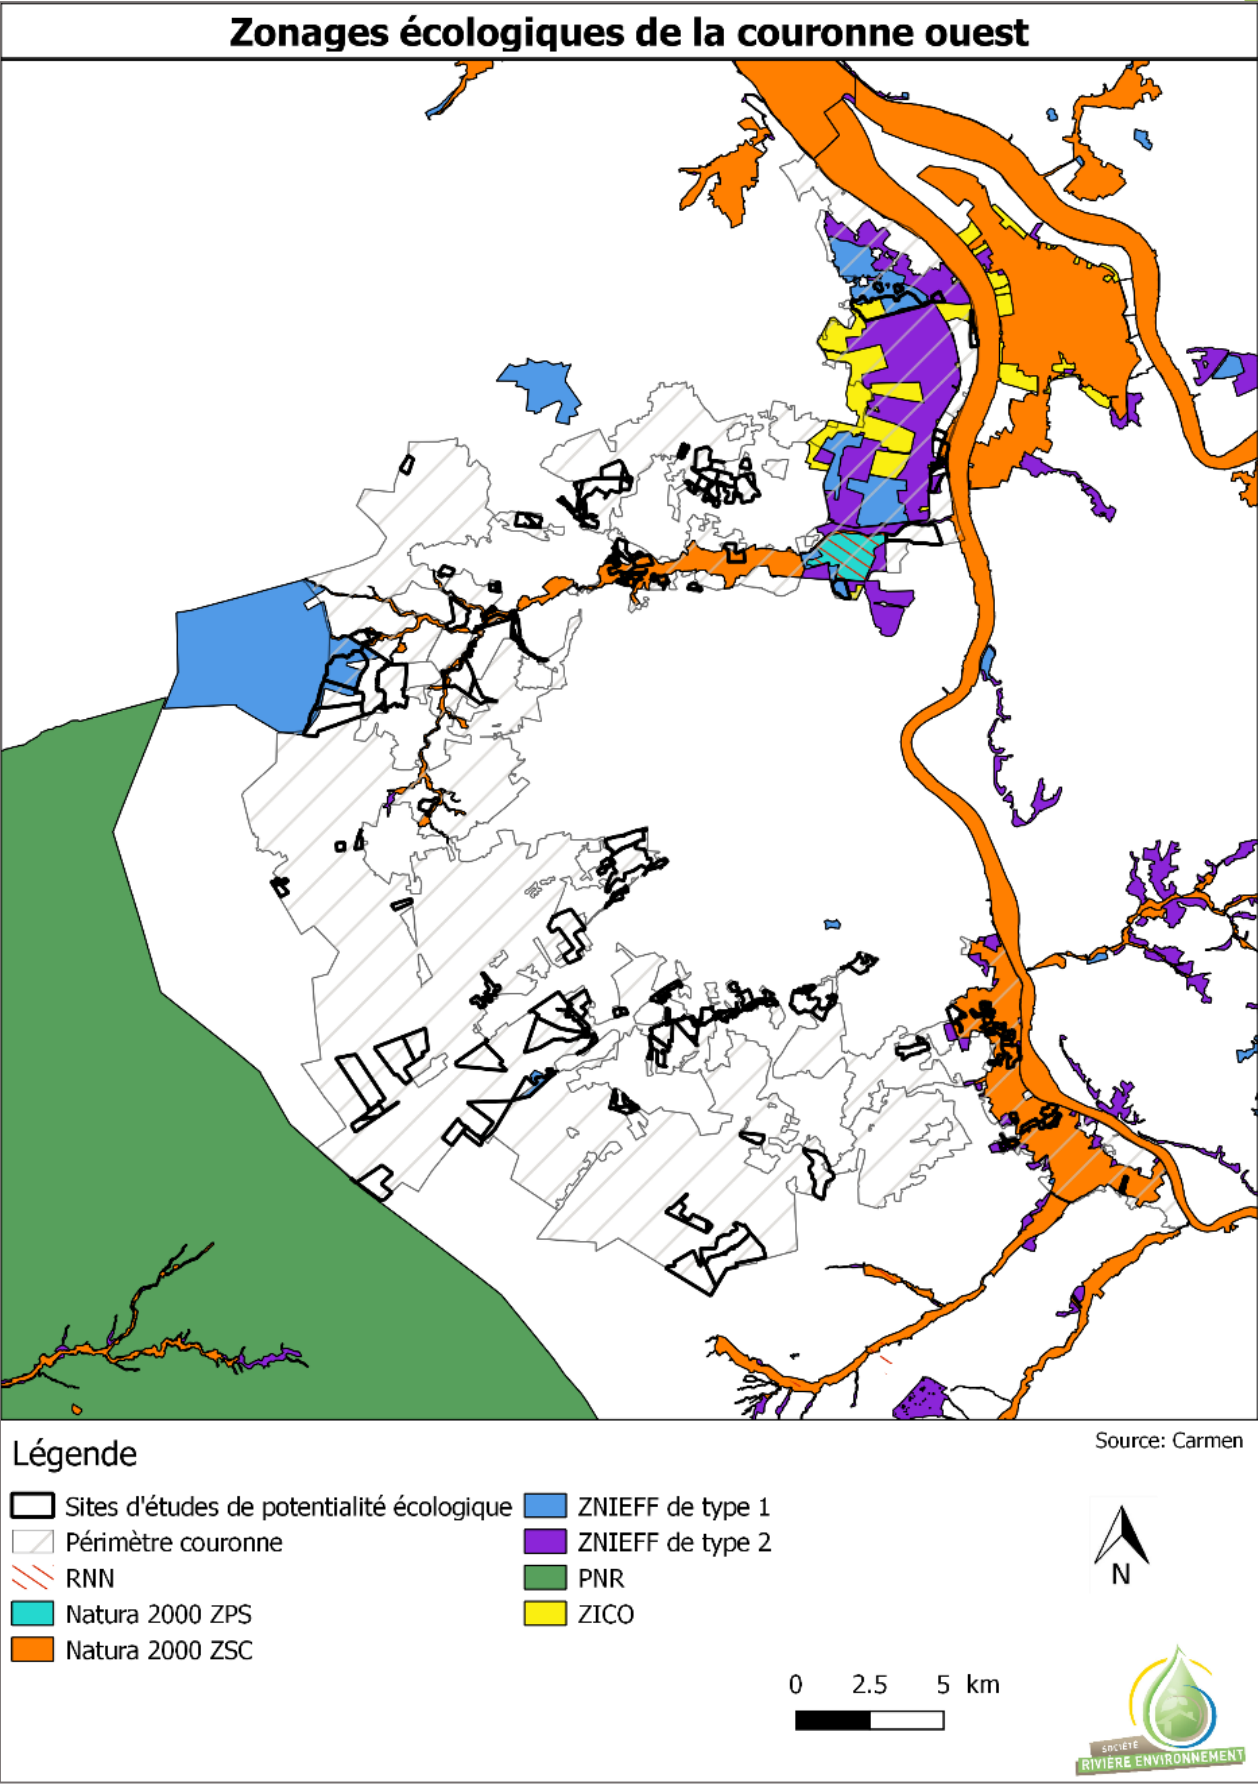 Zonages écologiques de la couronne ouest
Source: Carmen
Légende
Sites d'études de potentialité écologique
Périmètre couronne
RNN
Natura 2000 ZPS
Natura 2000 ZSC
ZNIEFF de type 1
ZNIEFF de type 2
PNR
ZICO
N
0 2.5 5 km
SOCIÉTÉ
RIVIÈRE ENVIRONNEMENT